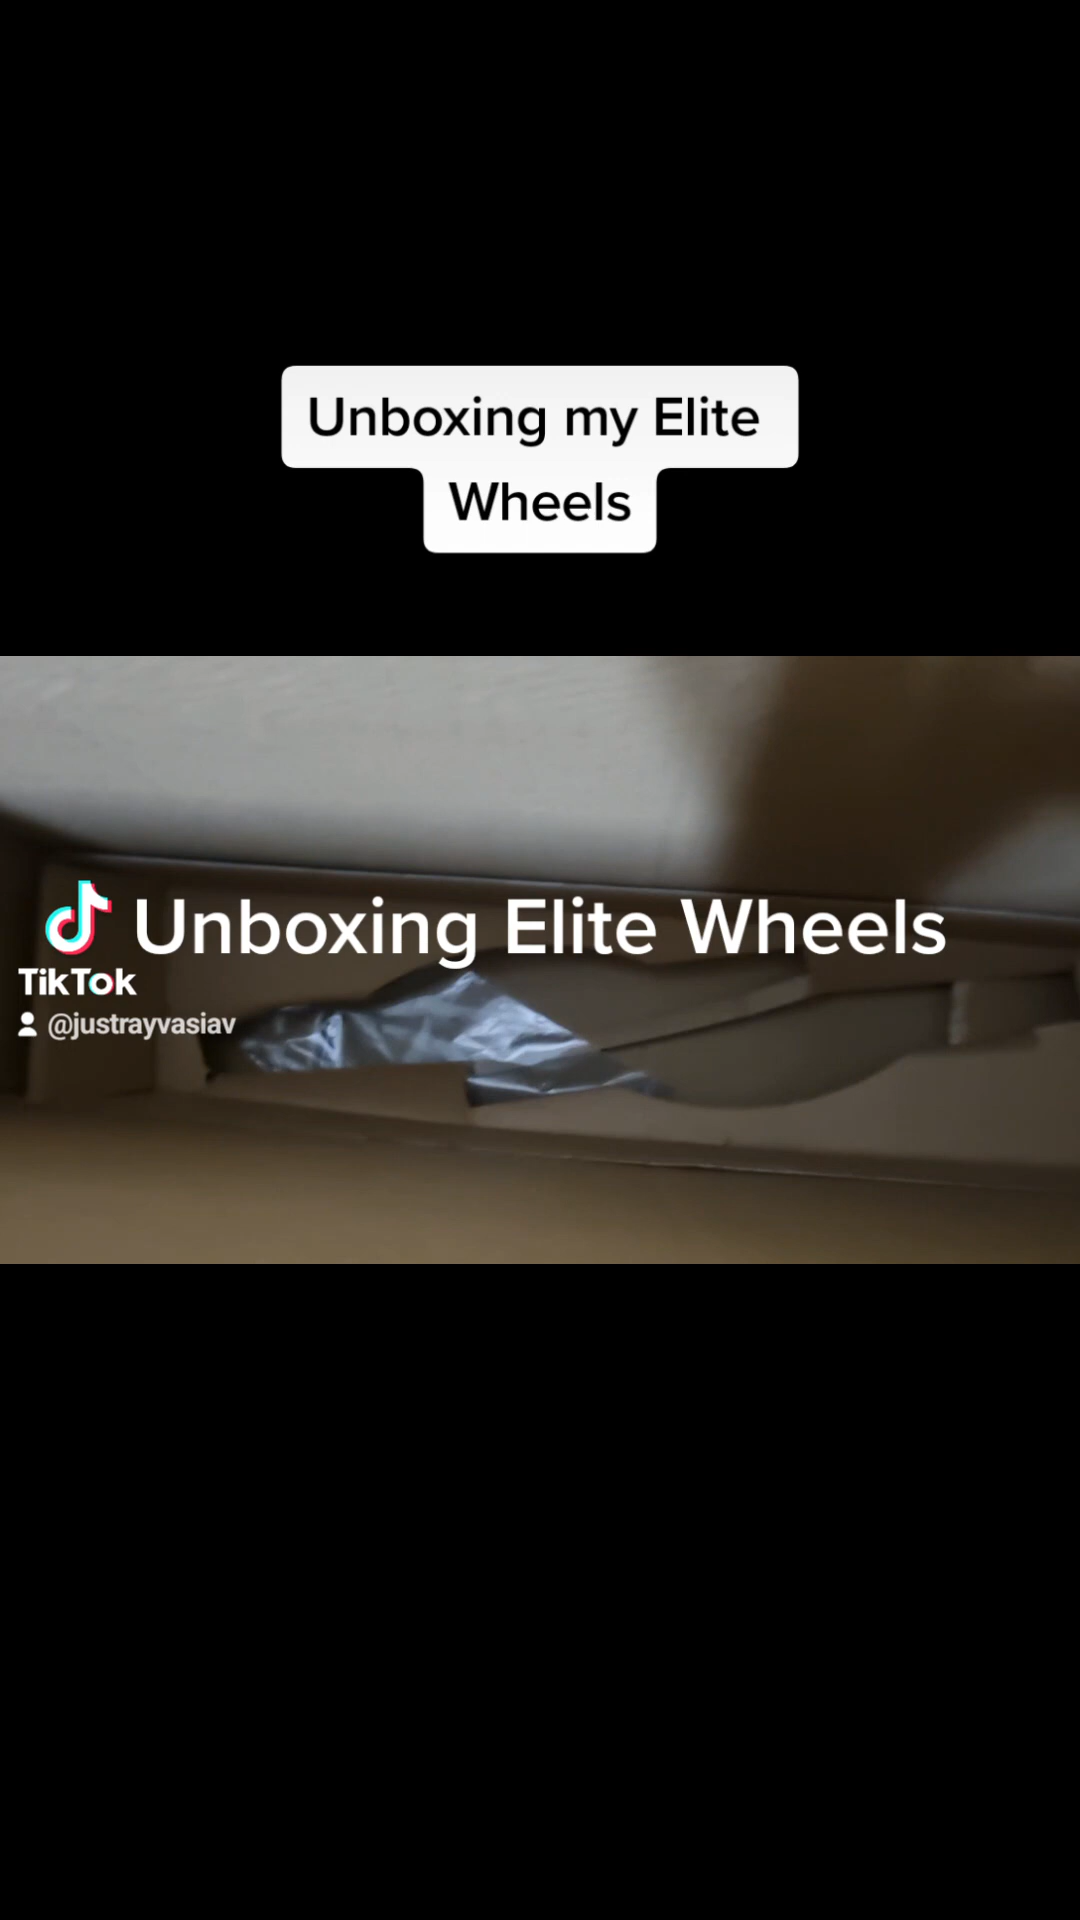 Unboxing my Elite
Wheels
Unboxing Elite Wheels
TikTok
@justrayvasiav